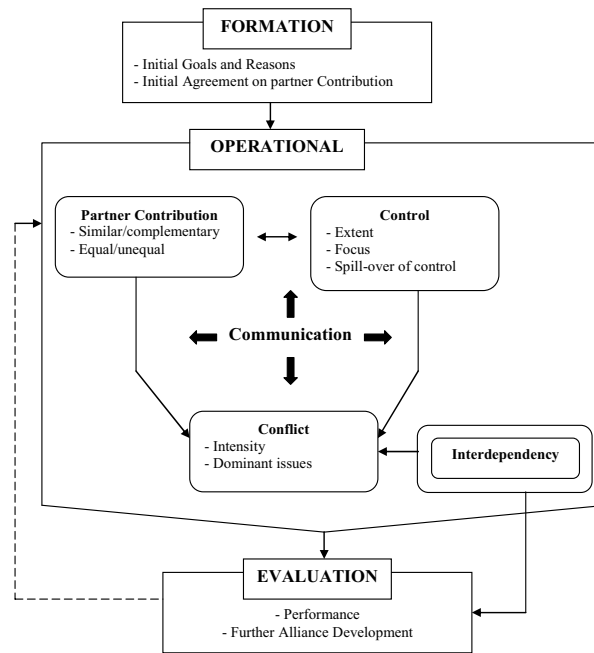 FORMATION
- Initial Goals and Reasons
- Initial Agreement on partner Contribution
OPERATIONAL
Partner Contribution
- Similar/complementary
- Equal/unequal
Control
- Extent
- Focus
- Spill-over of control
Communication
Conflict
- Intensity
- Dominant issues
Interdependency
EVALUATION
- Performance
- Further Alliance Development